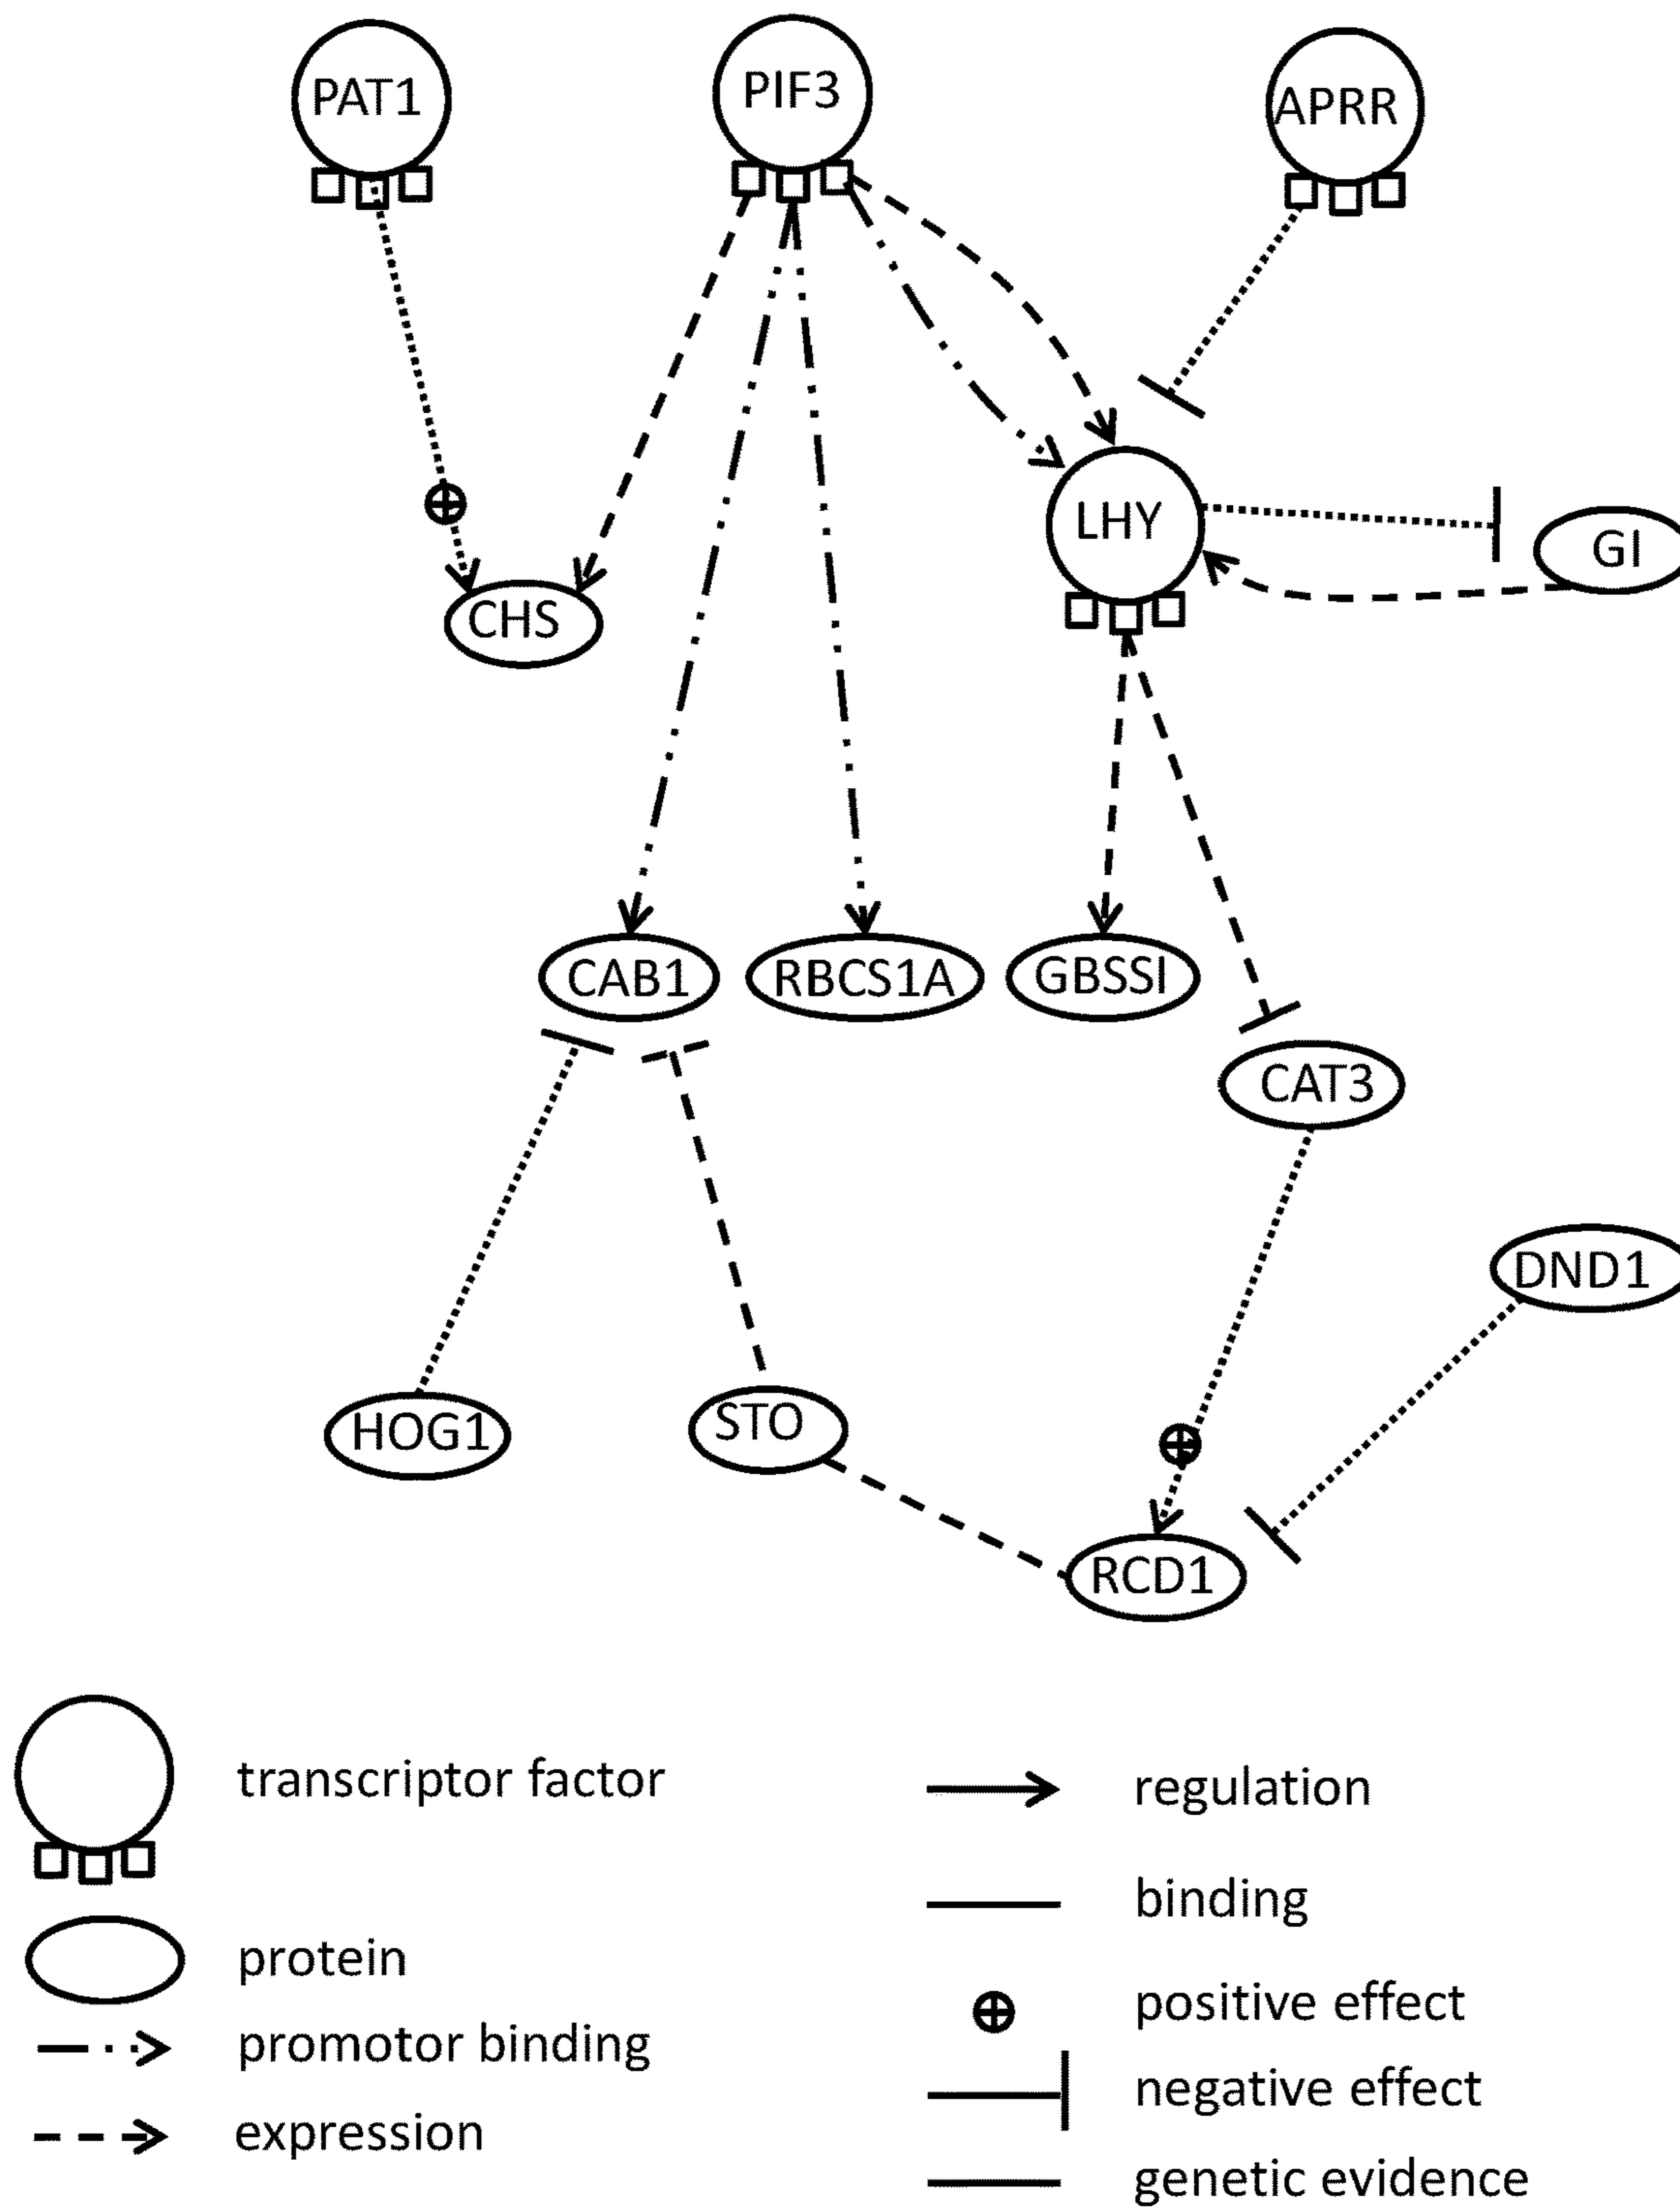 PAT1
PIF3
APRR
LHY
GI
CHS
CAB1
RBCS1A
GBSSI
CAT3
DND1
HOG1
STO
RCD1
transcriptor factor
regulation
binding
protein
positive effect
promotor binding
negative effect
expression
genetic evidence